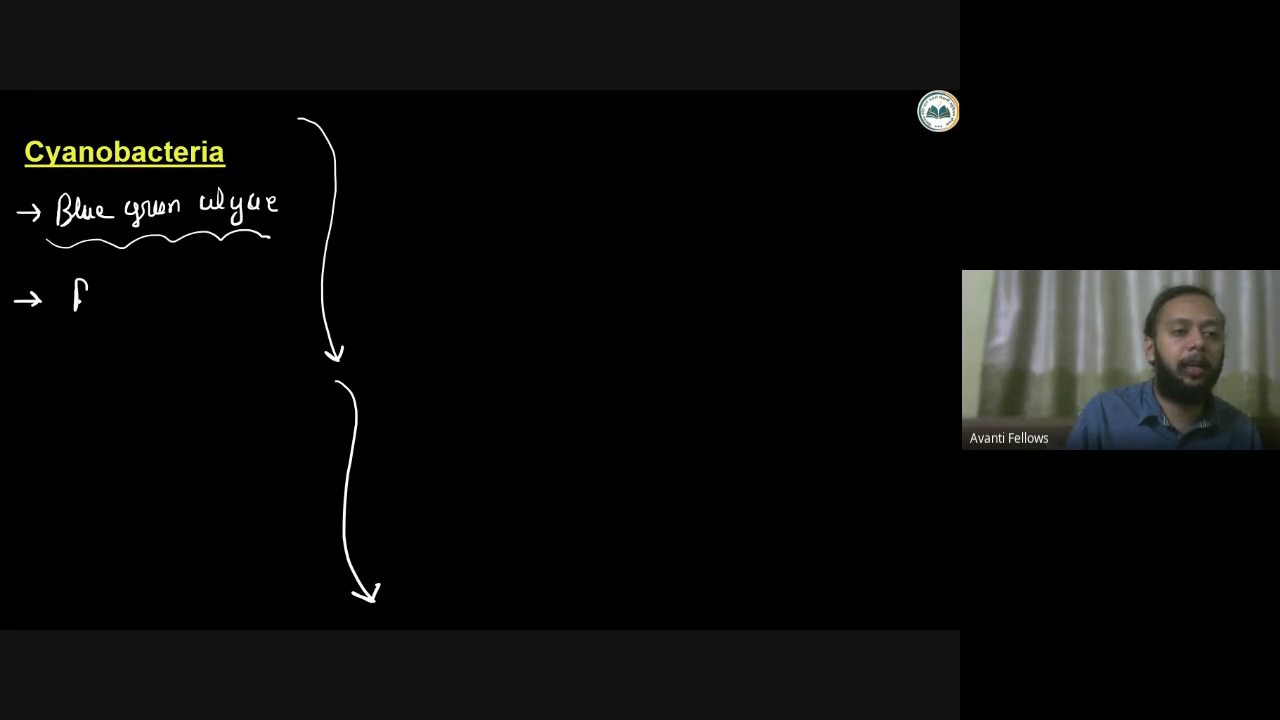 Cyanobacteria
→ Blue green algae
→
Avanti Fellows